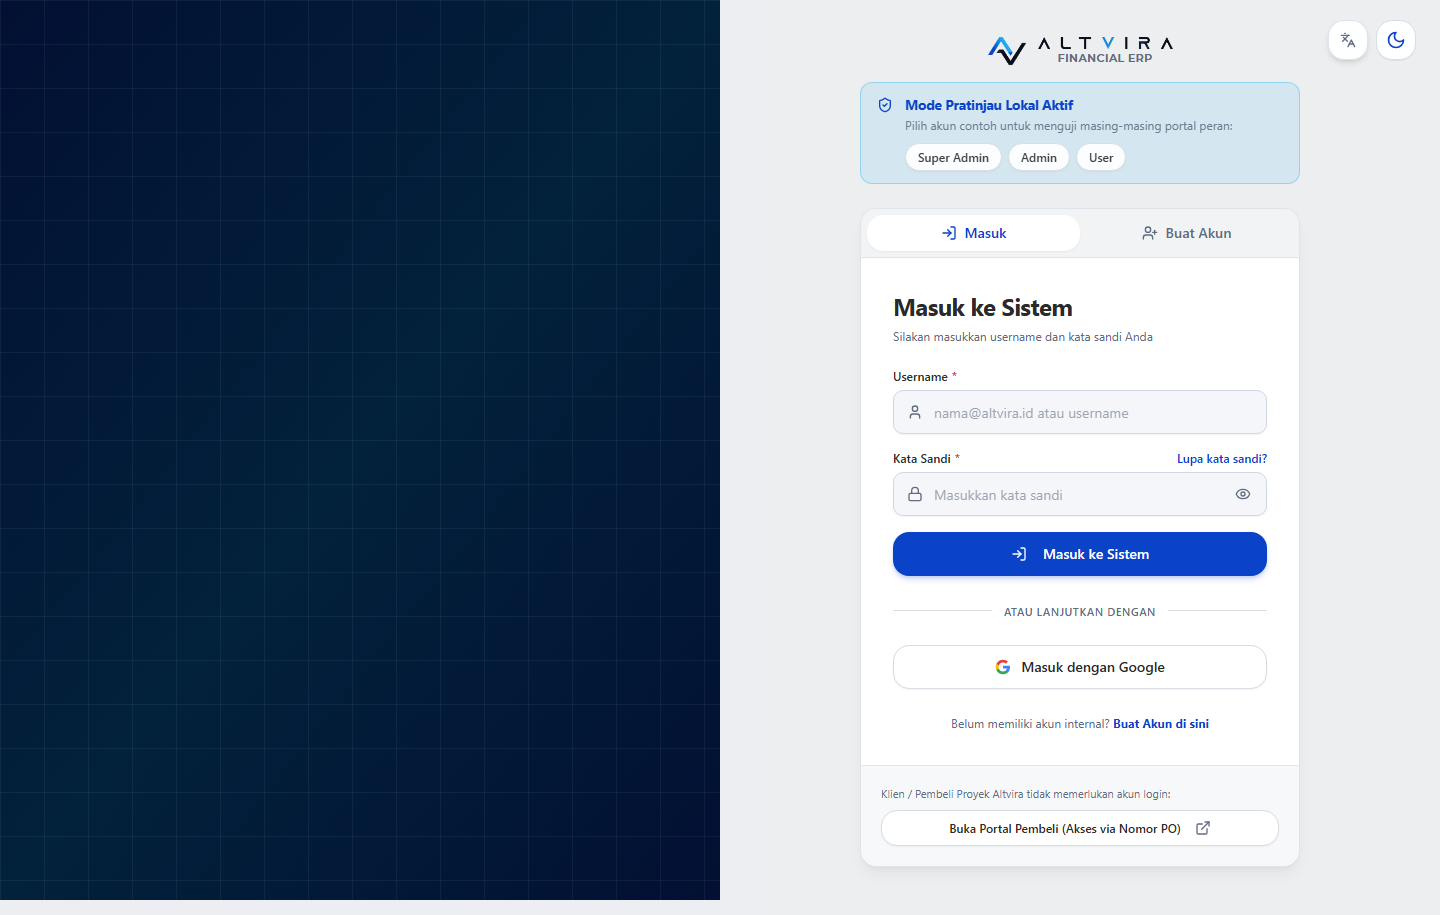 ALTVIRA
FINANCIAL ERP
Mode Pratinjau Lokal Aktif
Pilih akun contoh untuk menguji masing-masing portal peran:
Super Admin
Admin
User
Masuk
Buat Akun
Masuk ke Sistem
Silakan masukkan username dan kata sandi Anda
Username *
nama@altvira.id atau username
Kata Sandi *
Lupa kata sandi?
Masukkan kata sandi
Masuk ke Sistem
ATAU LANJUTKAN DENGAN
Masuk dengan Google
Belum memiliki akun internal? Buat Akun di sini
Klien / Pembeli Proyek Altvira tidak memerlukan akun login:
Buka Portal Pembeli (Akses via Nomor PO)